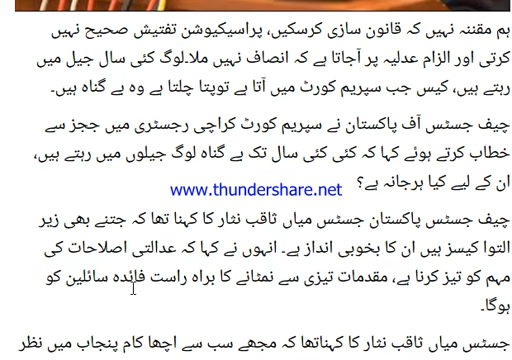 ہم مقننہ نہیں کہ قانون سازی کرسکیں، پراسیکیوشن تفتیش صحیح نہیں
کرتی اور الزام عدلیہ پر آجاتا ہے کہ انصاف نہیں ملا۔لوگ کئی سال جیل میں
رہتے ہیں، کیس جب سپریم کورٹ میں آتا ہے توپتا چلتا ہے وہ بے گناہ ہیں۔
چیف جسٹس آف پاکستان نے سپریم کورٹ کراچی رجسٹری میں ججز سے
خطاب کرتے ہوئے کہا کہ کئی کئی سال تک بے گناہ لوگ جیلوں میں رہتے ہیں،
ان کے لیے کیا ہرجانہ ہے؟
www.thundershare.net
چیف جسٹس پاکستان جسٹس میاں ثاقب نثار کا کہنا تھا کہ جتنے بھی زیر
التوا کیسز ہیں ان کا بخوبی انداز ہے۔ انہوں نے کہا کہ عدالتی اصلاحات کی
مہم کو تیز کرنا ہے، مقدمات تیزی سے نمٹانے کا براہ راست فائدہ سائلین کو
ہوگا۔
جسٹس میاں ثاقب نثار کا کہناتھا کہ مجھے سب سے اچھا کام پنجاب میں نظر